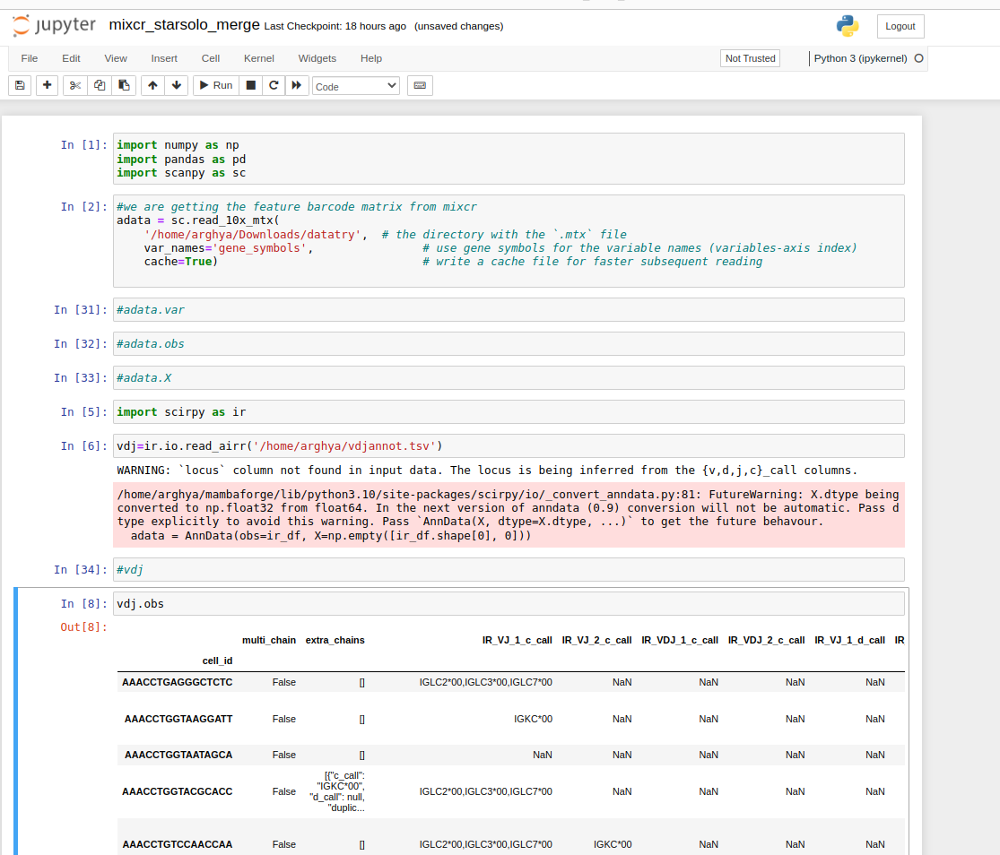 jupyter mixcr_starsolo_merge Last Checkpoint: 18 hours ago (unsaved changes) Logout
File Edit View Insert Cell Kernel Widgets Help Not Trusted Python 3 (ipykernel)
Run Code
In [1]: import numpy as np
import pandas as pd
import scanpy as sc
In [2]: #we are getting the feature barcode matrix from mixcr
adata = sc.read_10x_mtx(
    '/home/arghya/Downloads/datatry',  # the directory with the `.mtx` file
    var_names='gene_symbols',                # use gene symbols for the variable names (variables-axis index)
    cache=True)                              # write a cache file for faster subsequent reading
In [31]: #adata.var
In [32]: #adata.obs
In [33]: #adata.X
In [5]: import scirpy as ir
In [6]: vdj=ir.io.read_airr('/home/arghya/vdjannot.tsv')
WARNING: `locus` column not found in input data. The locus is being inferred from the {v,d,j,c}_call columns.
/home/arghya/mambaforge/lib/python3.10/site-packages/scirpy/io/_convert_anndata.py:81: FutureWarning: X.dtype being
converted to np.float32 from float64. In the next version of anndata (0.9) conversion will not be automatic. Pass d
type explicitly to avoid this warning. Pass `AnnData(X, dtype=X.dtype, ...)` to get the future behavour.
  adata = AnnData(obs=ir_df, X=np.empty([ir_df.shape[0], 0]))
In [34]: #vdj
In [8]: vdj.obs
Out[8]:
multi_chain extra_chains IR_VJ_1_c_call IR_VJ_2_c_call IR_VDJ_1_c_call IR_VDJ_2_c_call IR_VJ_1_d_call IR
cell_id
AAACCTGAGGGCTCTC False [] IGLC2*00,IGLC3*00,IGLC7*00 NaN NaN NaN NaN
AAACCTGGTAAGGATT False [] IGKC*00 NaN NaN NaN NaN
AAACCTGGTAATAGCA False [] NaN NaN NaN NaN NaN
[{"c_call":
"IGKC*00",
AAACCTGGTACGCACC False "d_call": null, IGLC2*00,IGLC3*00,IGLC7*00 NaN NaN NaN NaN
"duplic...
AAACCTGTCCAACCAA False [] IGLC2*00,IGLC3*00,IGLC7*00 IGKC*00 NaN NaN NaN